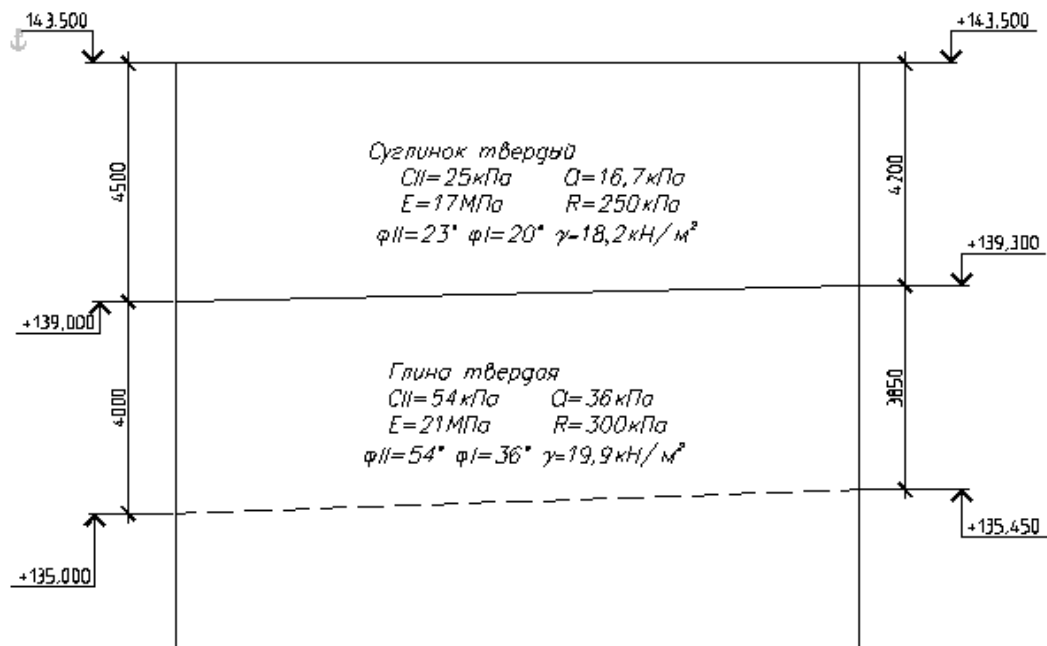 143.500
+143,500
Суглинок твердый
CII=25кПа CI=16,7кПа
E=17МПа R=250кПа
φII=23° φI=20° γ=18,2кН/м²
4500
4200
+139,300
+139,000
Глина твердая
CII=54кПа CI=36кПа
E=21МПа R=300кПа
φII=54° φI=36° γ=19,9кН/м²
4000
3850
+135,450
+135,000